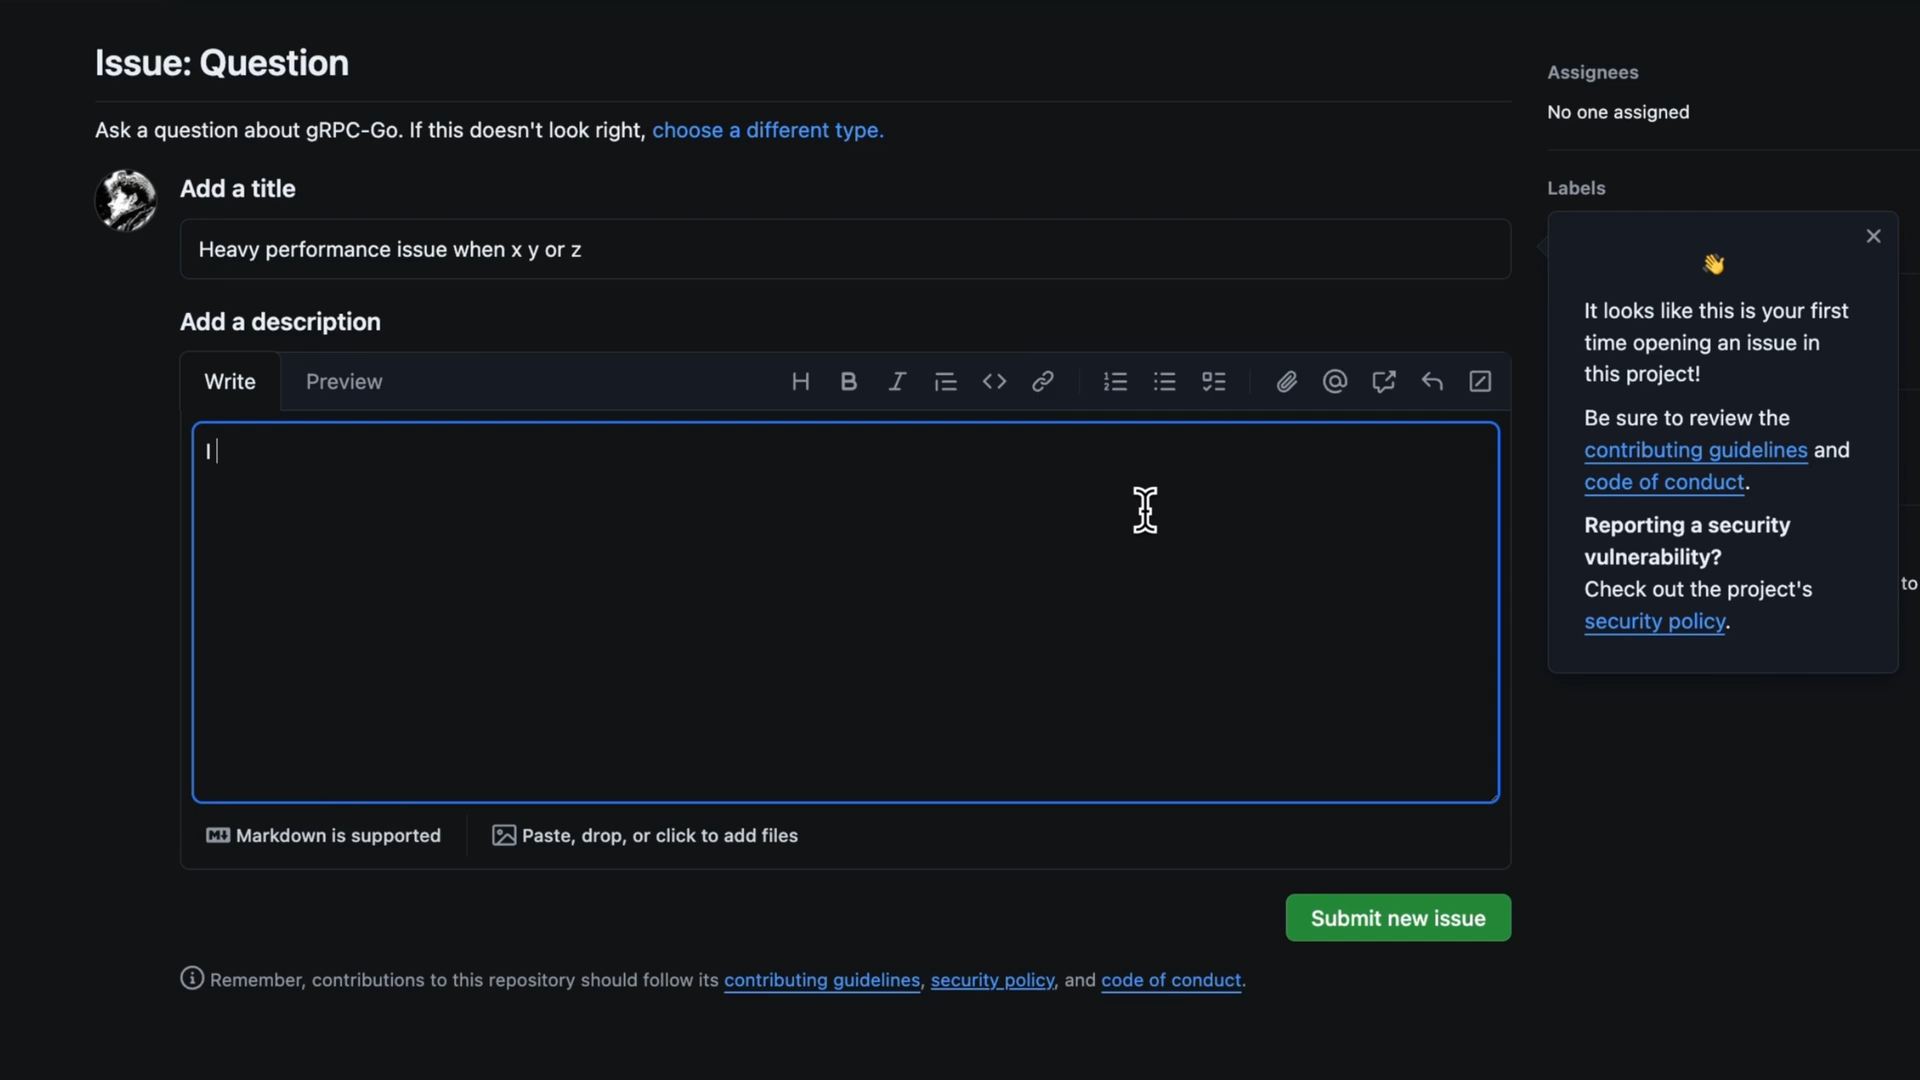 Issue: Question
Ask a question about gRPC-Go. If this doesn't look right, choose a different type.
Add a title
Heavy performance issue when x y or z
Add a description
Write
Preview
I
Markdown is supported
Paste, drop, or click to add files
Submit new issue
Remember, contributions to this repository should follow its contributing guidelines, security policy, and code of conduct.
Assignees
No one assigned
Labels
👋
It looks like this is your first
time opening an issue in
this project!
Be sure to review the
contributing guidelines and
code of conduct.
Reporting a security
vulnerability?
Check out the project's
security policy.
to